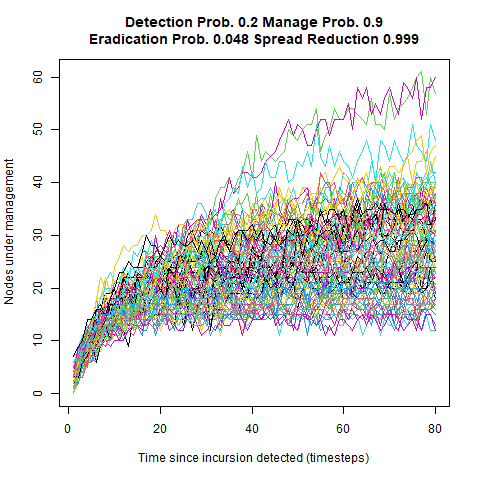 Detection Prob. 0.2 Manage Prob. 0.9
Eradication Prob. 0.048 Spread Reduction 0.999
Nodes under management
60
50
40
30
20
10
0
0 20 40 60 80
Time since incursion detected (timesteps)